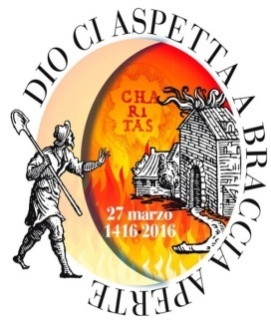 DIO CI ASPETTA A BRACCIA APERTE
CHA
RI
TAS
27 marzo
1416-2016